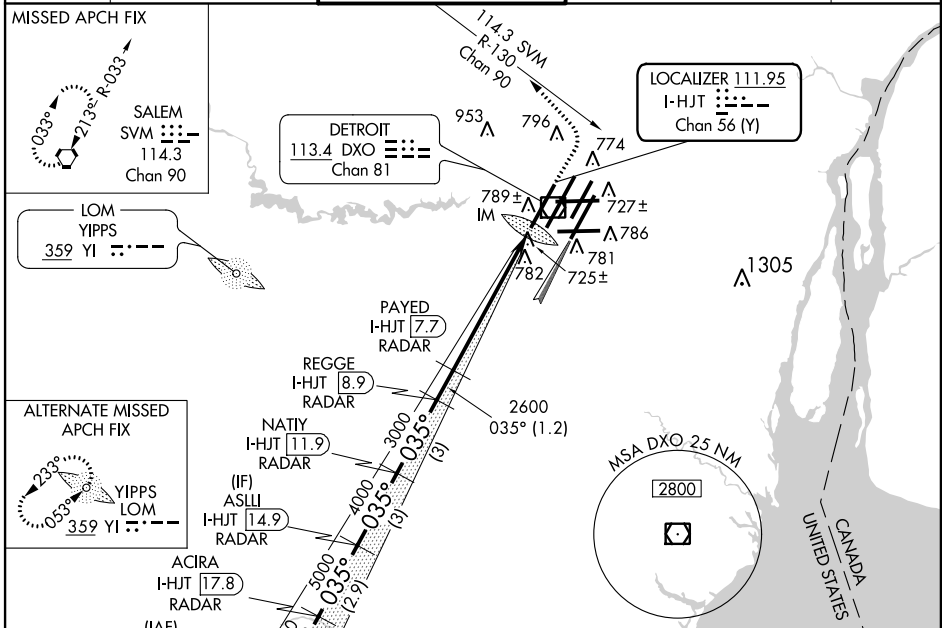 MISSED APCH FIX
R-033
033°
213°
SALEM
SVM
114.3
Chan 90
114.3 SVM
R-130
Chan 90
LOCALIZER 111.95
I-HJT
Chan 56 (Y)
DETROIT
113.4 DXO
Chan 81
953
796
774
789±
IM
727±
786
781
782
725±
1305
LOM
YIPPS
359 YI
PAYED
I-HJT 7.7
RADAR
REGGE
I-HJT 8.9
RADAR
2600
035° (1.2)
NATIY
I-HJT 11.9
RADAR
3000
035°
(3)
(IF)
ASLLI
I-HJT 14.9
RADAR
4000
035°
(3)
ACIRA
I-HJT 17.8
RADAR
5000
035°
(2.9)
(IAF)
ALTERNATE MISSED
APCH FIX
233°
053°
YIPPS
LOM
359 YI
MSA DXO 25 NM
2800
CANADA
UNITED STATES